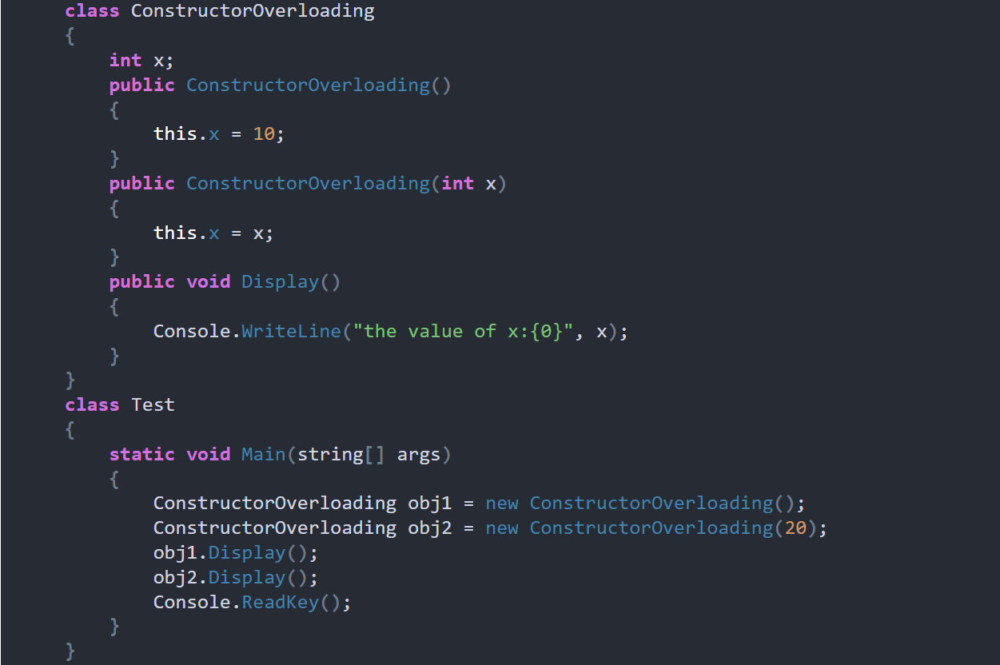 class ConstructorOverloading
{
    int x;
    public ConstructorOverloading()
    {
        this.x = 10;
    }
    public ConstructorOverloading(int x)
    {
        this.x = x;
    }
    public void Display()
    {
        Console.WriteLine("the value of x:{0}", x);
    }
}
class Test
{
    static void Main(string[] args)
    {
        ConstructorOverloading obj1 = new ConstructorOverloading();
        ConstructorOverloading obj2 = new ConstructorOverloading(20);
        obj1.Display();
        obj2.Display();
        Console.ReadKey();
    }
}